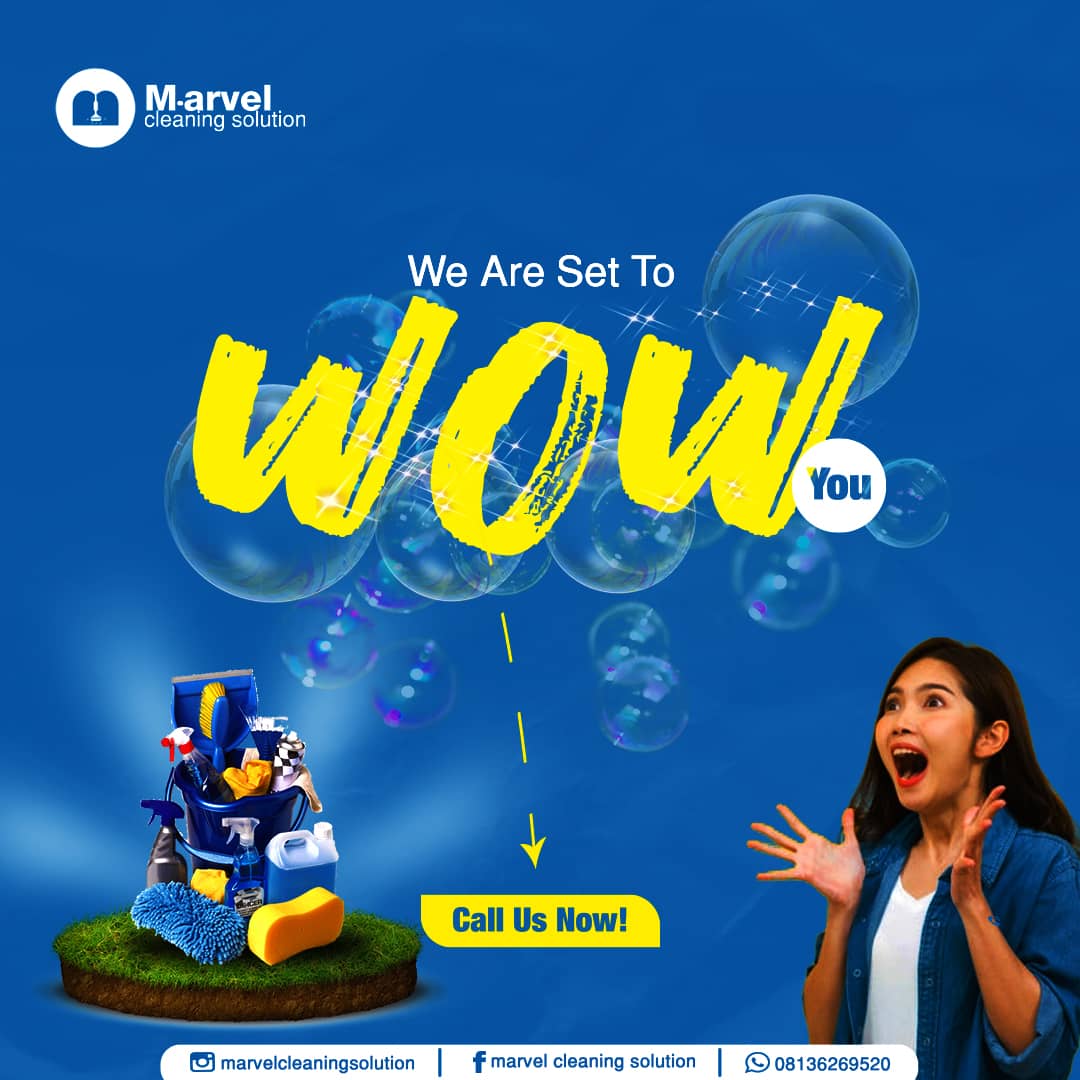 M.arvel
cleaning solution
We Are Set To
WOW
You
Call Us Now!
marvelcleaningsolution | marvel cleaning solution | 08136269520